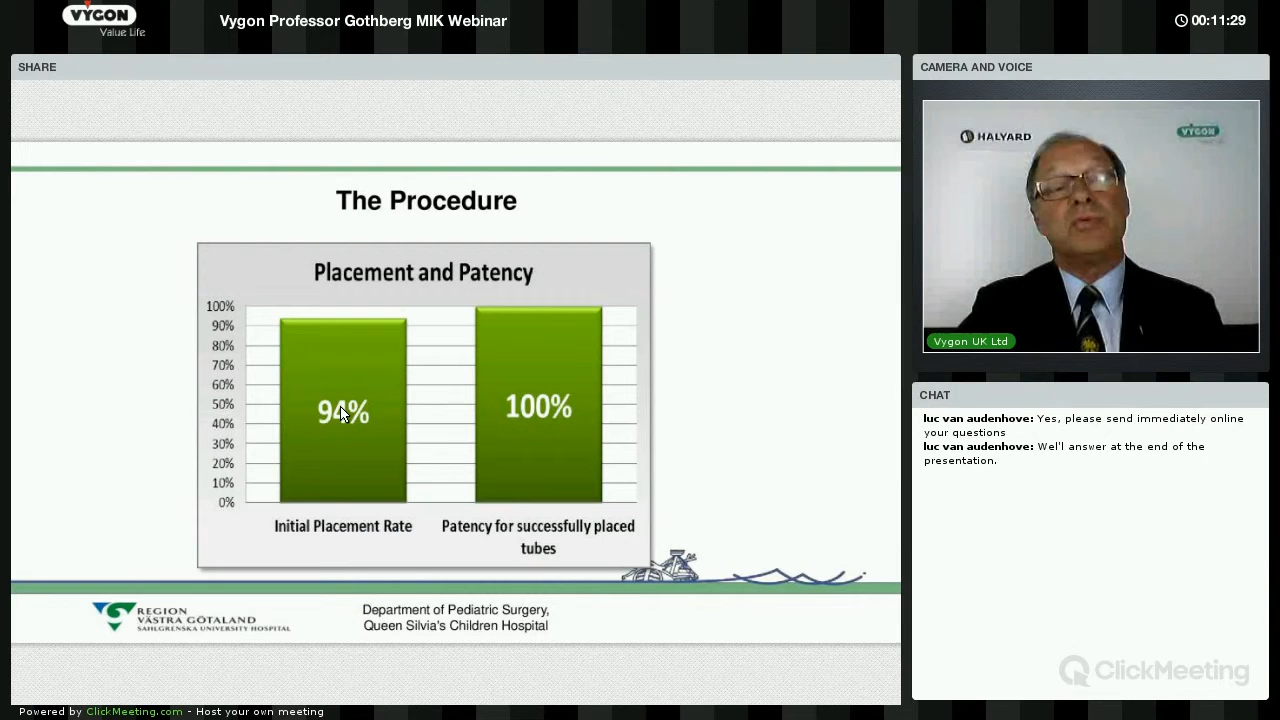 VYGON
Value Life
Vygon Professor Gothberg MIK Webinar
00:11:29
SHARE
The Procedure
Placement and Patency
100%
90%
80%
70%
60%
50%
40%
30%
20%
10%
0%
94%
100%
Initial Placement Rate
Patency for successfully placed
tubes
REGION
VÄSTRA GÖTALAND
SAHLGRENSKA UNIVERSITY HOSPITAL
Department of Pediatric Surgery,
Queen Silvia's Children Hospital
CAMERA AND VOICE
HALYARD
VYGON
Vygon UK Ltd
CHAT
luc van audenhove: Yes, please send immediately online
your questions
luc van audenhove: Wel'l answer at the end of the
presentation.
ClickMeeting
Powered by ClickMeeting.com - Host your own meeting